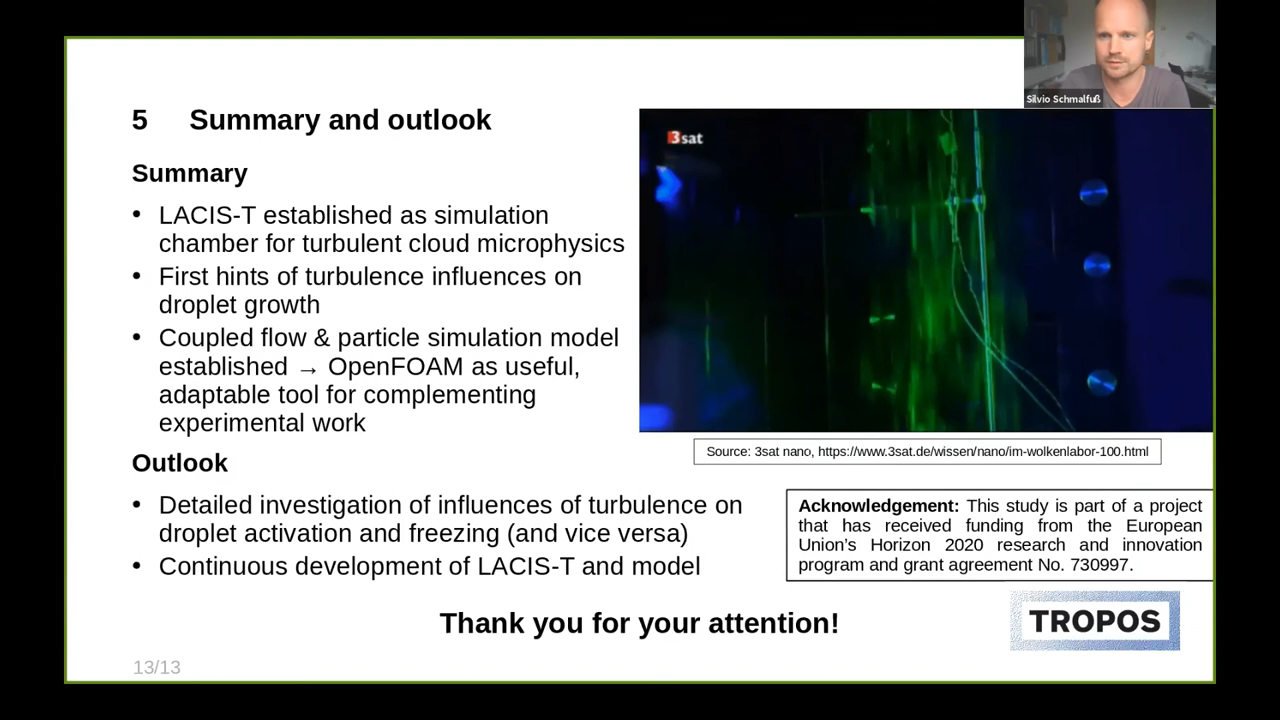 Silvio Schmalfuß
5 Summary and outlook
3sat
Summary
• LACIS-T established as simulation
chamber for turbulent cloud microphysics
• First hints of turbulence influences on
droplet growth
• Coupled flow & particle simulation model
established → OpenFOAM as useful,
adaptable tool for complementing
experimental work
Source: 3sat nano, https://www.3sat.de/wissen/nano/im-wolkenlabor-100.html
Outlook
• Detailed investigation of influences of turbulence on
droplet activation and freezing (and vice versa)
• Continuous development of LACIS-T and model
Acknowledgement: This study is part of a project
that has received funding from the European
Union’s Horizon 2020 research and innovation
program and grant agreement No. 730997.
Thank you for your attention!
TROPOS
13/13